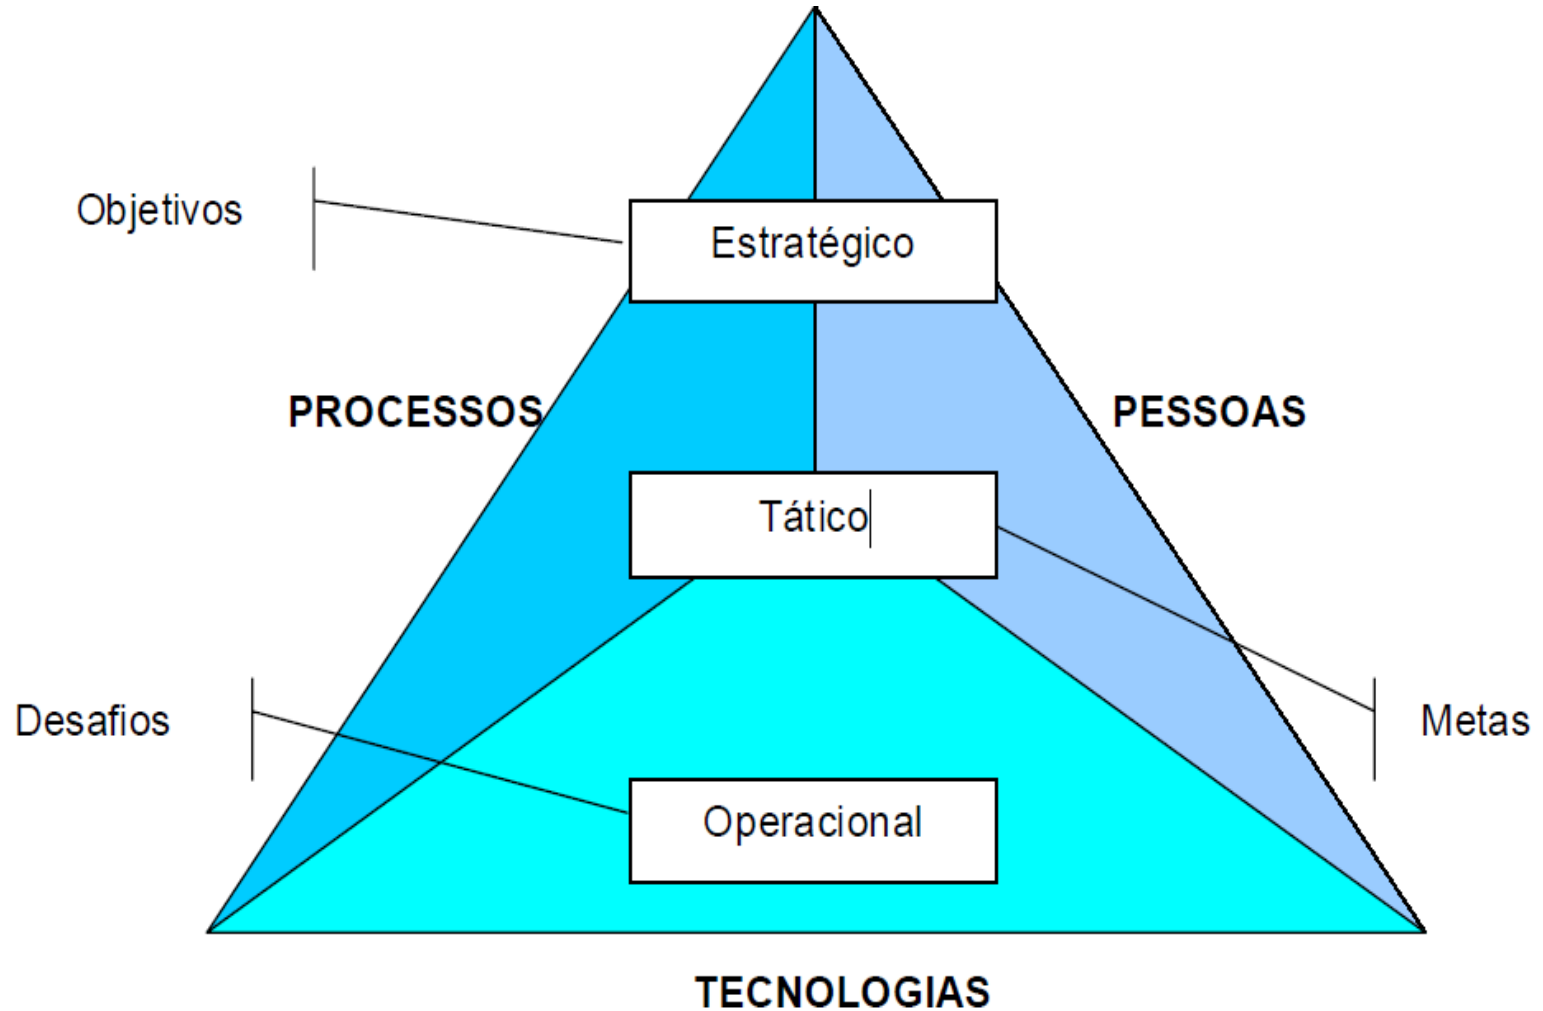 Objetivos
Estratégico
PROCESSOS
PESSOAS
Tático
Desafios
Metas
Operacional
TECNOLOGIAS